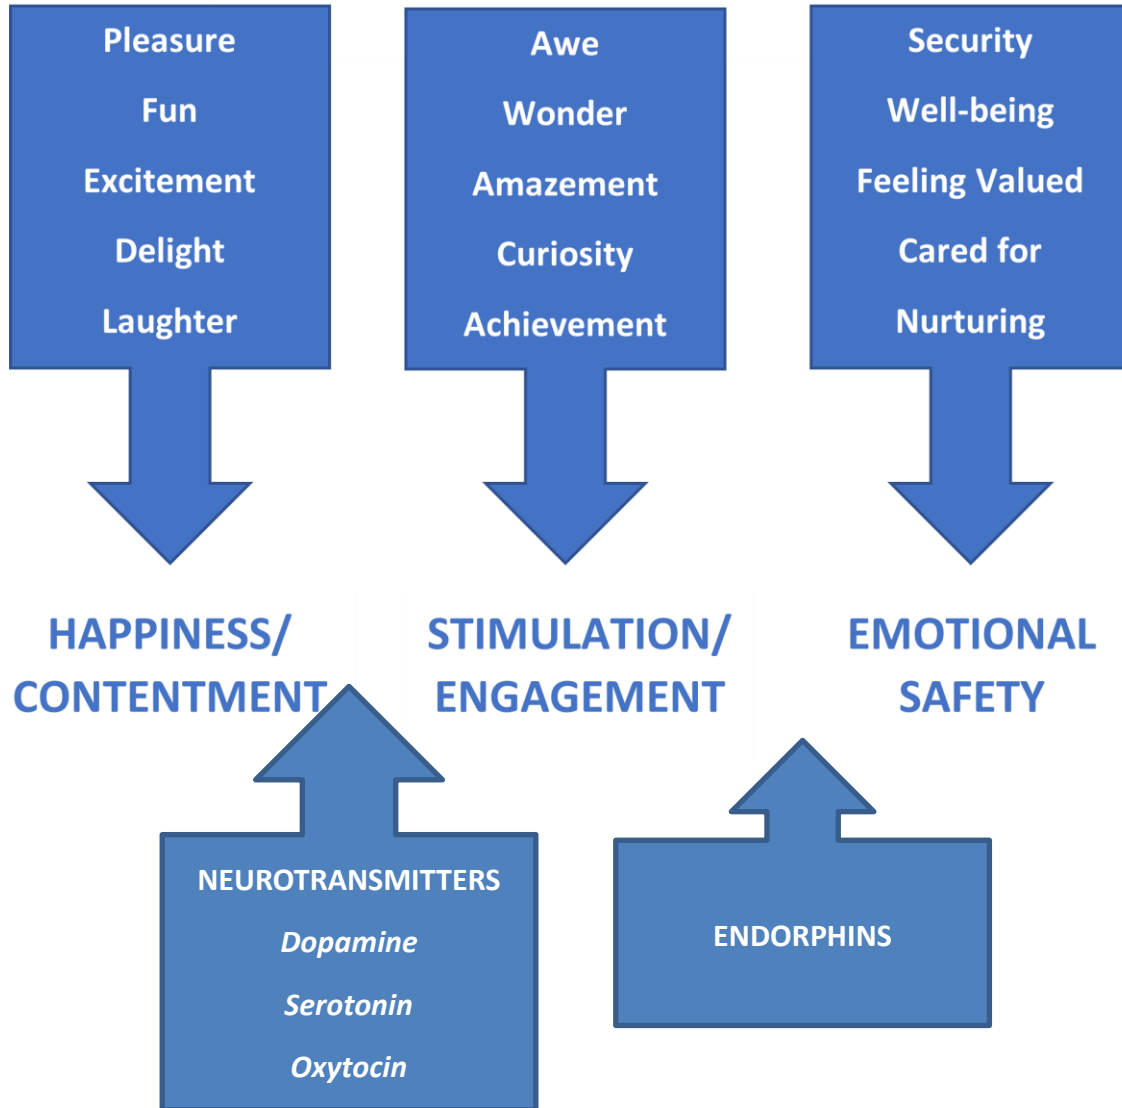 Pleasure
Fun
Excitement
Delight
Laughter
Awe
Wonder
Amazement
Curiosity
Achievement
Security
Well-being
Feeling Valued
Cared for
Nurturing
HAPPINESS/
CONTENTMENT
STIMULATION/
ENGAGEMENT
EMOTIONAL
SAFETY
NEUROTRANSMITTERS
Dopamine
Serotonin
Oxytocin
ENDORPHINS